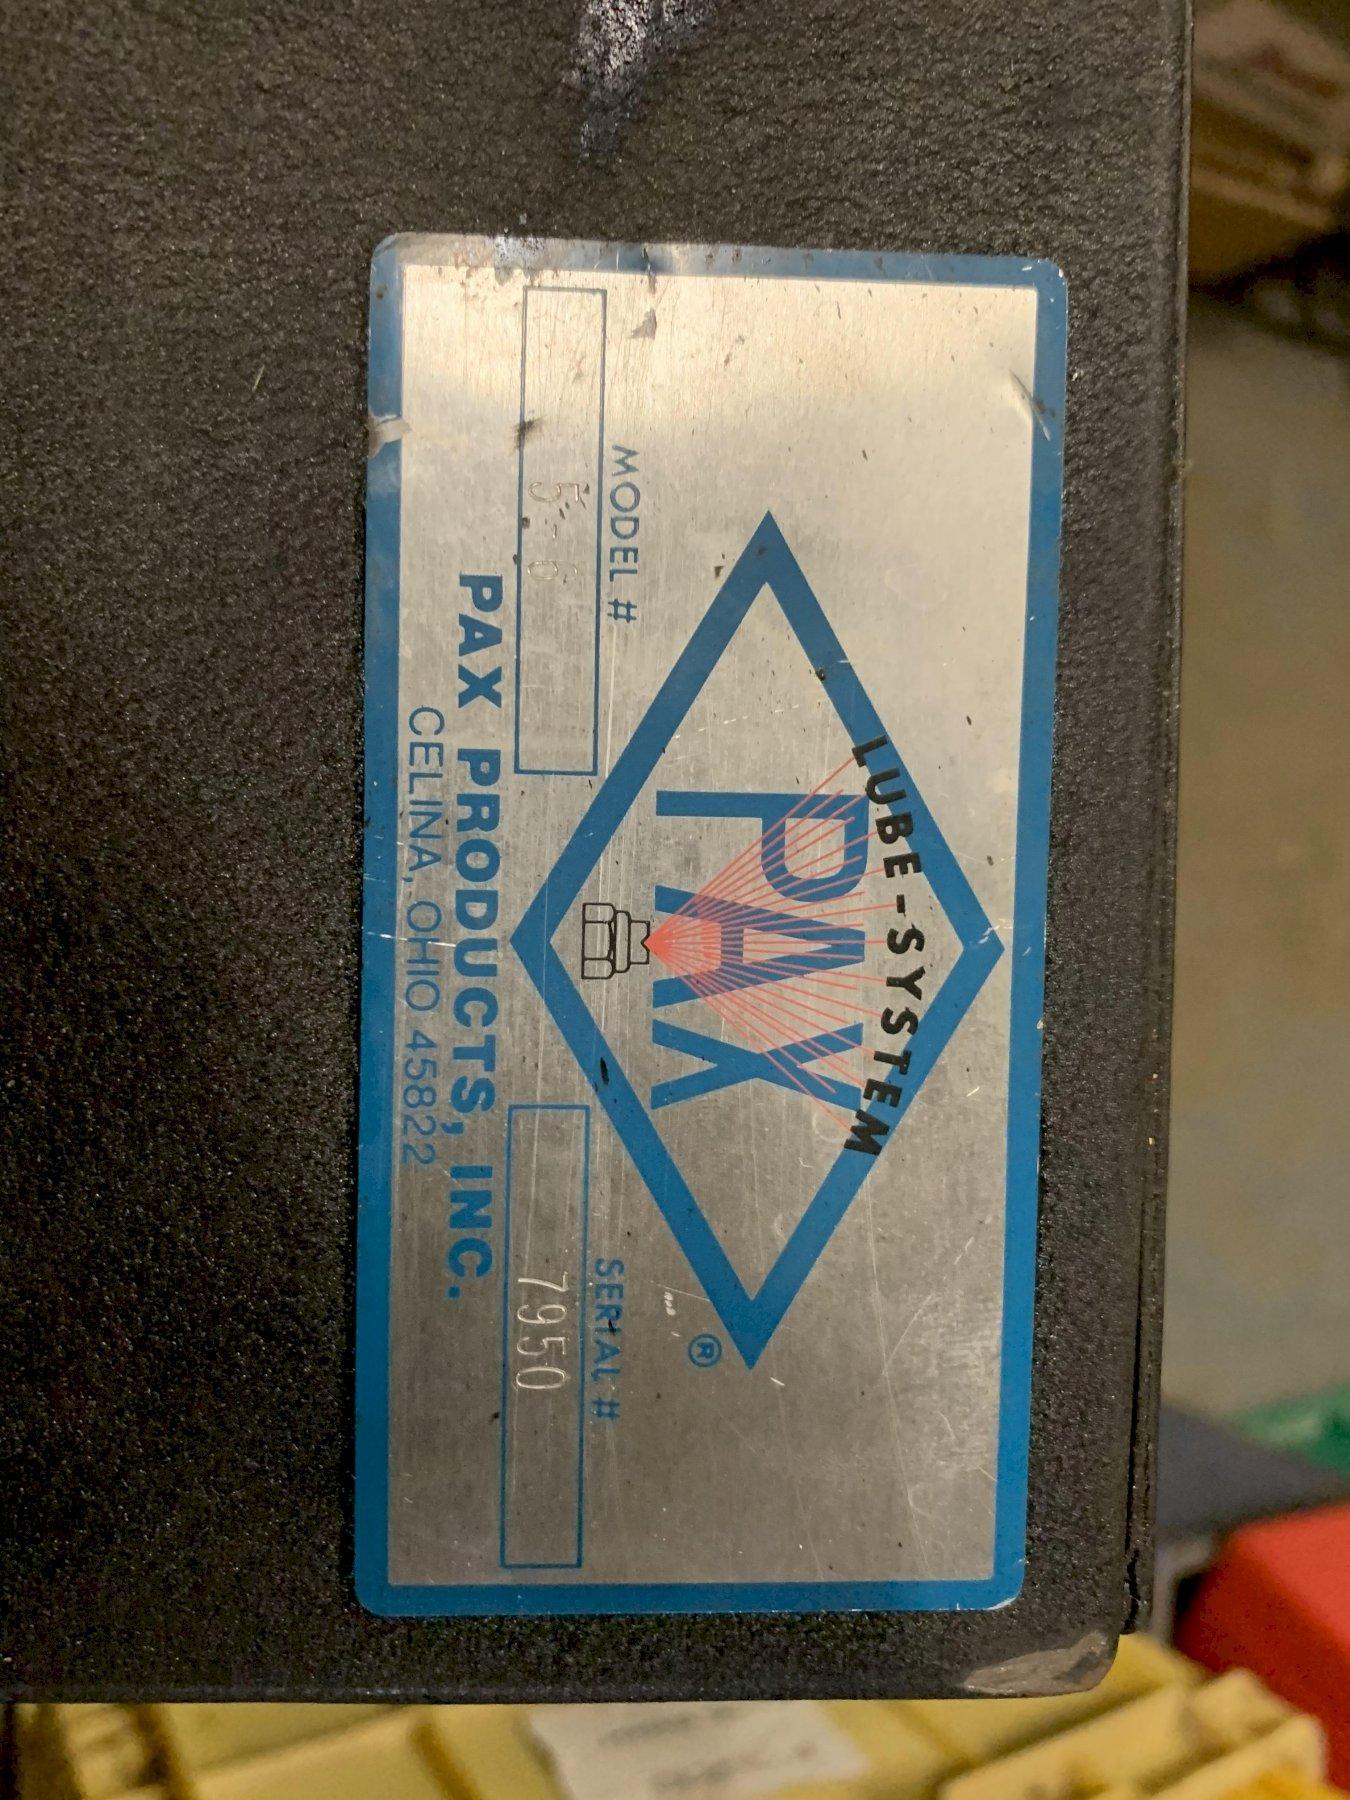 LUBE-SYSTEM
PAX
®
MODEL #
SERIAL #
5-6
7950
PAX PRODUCTS, INC.
CELINA, OHIO 45822